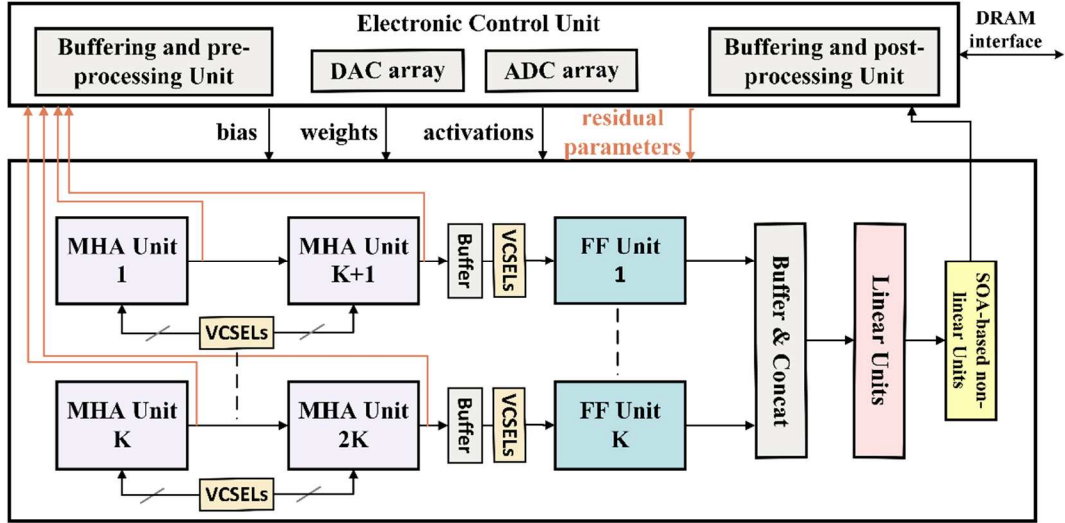 Electronic Control Unit
Buffering and pre-
processing Unit
DAC array
ADC array
Buffering and post-
processing Unit
DRAM
interface
bias
weights
activations
residual
parameters
MHA Unit
1
MHA Unit
K+1
Buffer
VCSELs
FF Unit
1
VCSELs
MHA Unit
K
MHA Unit
2K
Buffer
VCSELs
FF Unit
K
VCSELs
Buffer & Concat
Linear Units
SOA-based non-
linear Units